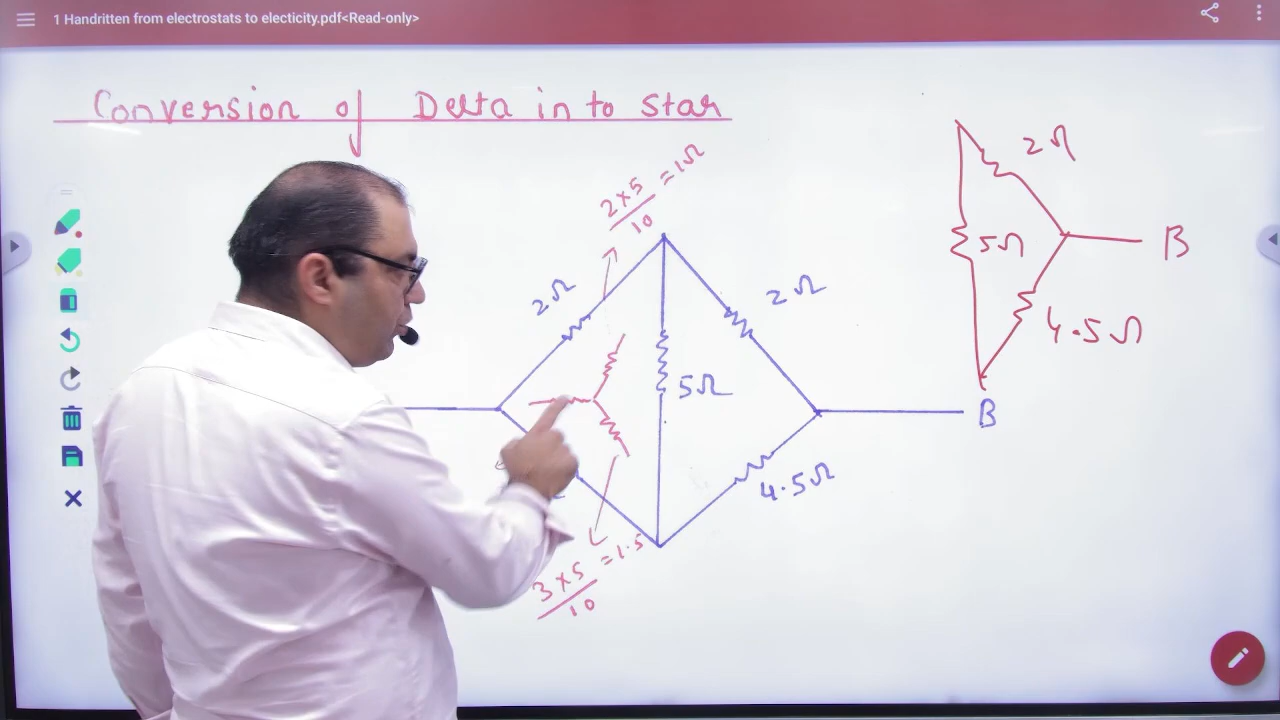 1 Handritten from electrostats to electicity.pdf<Read-only>
Conversion of Delta in to Star
2×5/10 = 1Ω
2Ω
2Ω
5Ω
4.5Ω
B
3×5/10 = 1.5
2Ω
5Ω
B
4.5Ω